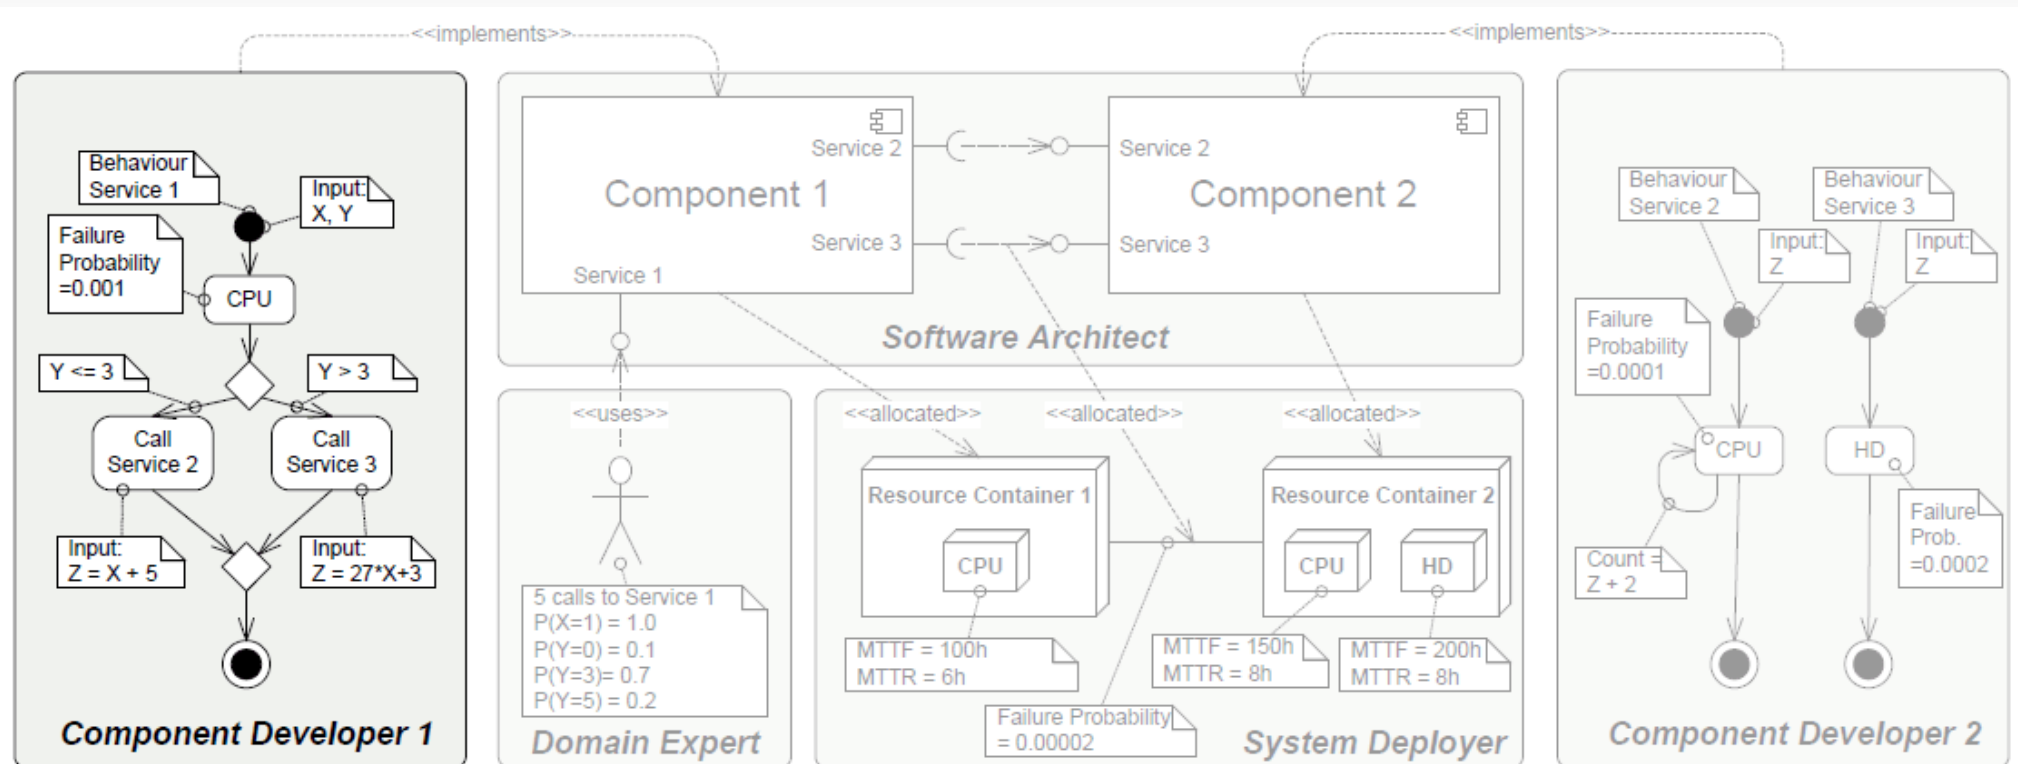 <<implements>>
<<implements>>
Behaviour
Service 1
Input:
X, Y
Failure
Probability
=0.001
CPU
Y <= 3
Y > 3
Call
Service 2
Call
Service 3
Input:
Z = X + 5
Input:
Z = 27*X+3
Component Developer 1
Service 2
Component 1
Service 3
Service 1
Service 2
Component 2
Service 3
Software Architect
<<uses>>
5 calls to Service 1
P(X=1) = 1.0
P(Y=0) = 0.1
P(Y=3)= 0.7
P(Y=5) = 0.2
Domain Expert
<<allocated>>
<<allocated>>
<<allocated>>
Resource Container 1
CPU
Resource Container 2
CPU
HD
MTTF = 100h
MTTR = 6h
MTTF = 150h
MTTR = 8h
MTTF = 200h
MTTR = 8h
Failure Probability
= 0.00002
System Deployer
Behaviour
Service 2
Behaviour
Service 3
Input:
Z
Input:
Z
Failure
Probability
=0.0001
CPU
HD
Count =
Z + 2
Failure
Prob.
=0.0002
Component Developer 2